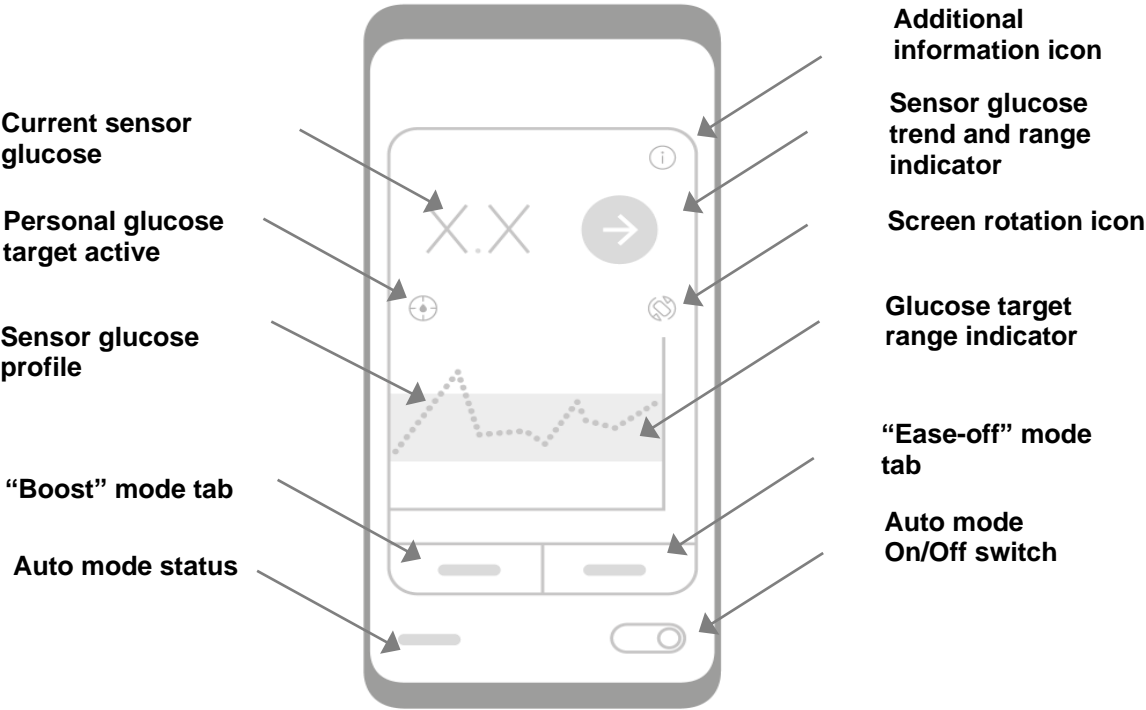 Additional
information icon
Current sensor
glucose
Sensor glucose
trend and range
indicator
Personal glucose
target active
Screen rotation icon
X.X
Sensor glucose
profile
Glucose target
range indicator
“Boost” mode tab
“Ease-off” mode
tab
Auto mode status
Auto mode
On/Off switch